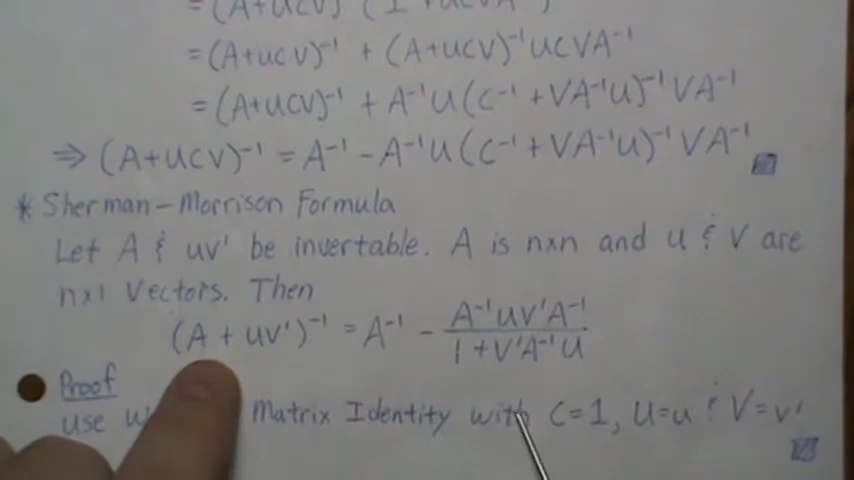 = (A+UCV)⁻¹ + (A+UCV)⁻¹UCVA⁻¹
= (A+UCV)⁻¹ + A⁻¹U(C⁻¹ + VA⁻¹U)⁻¹VA⁻¹
⇒ (A+UCV)⁻¹ = A⁻¹ - A⁻¹U(C⁻¹ + VA⁻¹U)⁻¹VA⁻¹
* Sherman-Morrison Formula
Let A & uv' be invertable. A is nxn and u & v are
nx1 vectors. Then
(A + uv')⁻¹ = A⁻¹ - A⁻¹uv'A⁻¹ / 1 + v'A⁻¹u
Proof
Use Matrix Identity with C=1, U=u & V=v'